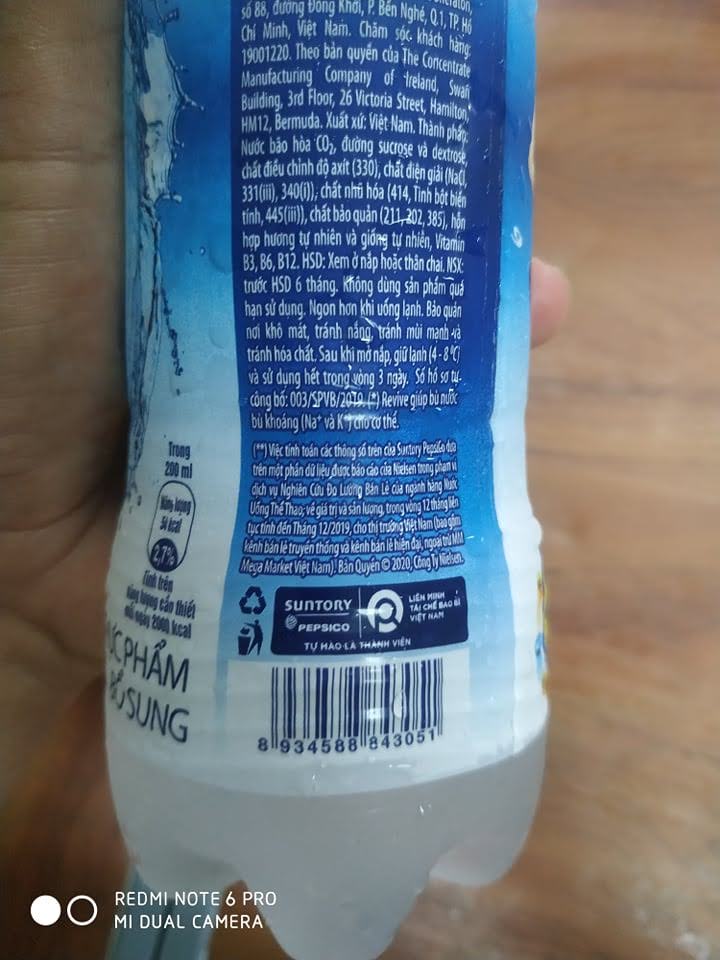 số 88, đường Đồng Khởi, P. Bến Nghé, Q.1, TP. Hồ
Chí Minh, Việt Nam. Chăm sóc khách hàng:
19001220. Theo bản quyền của The Concentrate
Manufacturing Company of Ireland, Swan
Building, 3rd Floor, 26 Victoria Street, Hamilton,
HM12, Bermuda. Xuất xứ: Việt Nam. Thành phần:
Nước bão hòa CO₂, đường sucrose và dextrose,
chất điều chỉnh độ axít (330), chất điện giải (NaCl,
331(iii), 340(i)), chất nhũ hóa (414, Tinh bột biến
tính, 445(iii)), chất bảo quản (211, 202, 385), hỗn
hợp hương tự nhiên và giống tự nhiên, Vitamin
B3, B6, B12. HSD: Xem ở nắp hoặc thân chai. NSX:
trước HSD 6 tháng. Không dùng sản phẩm quá
hạn sử dụng. Ngon hơn khi uống lạnh. Bảo quản
nơi khô mát, tránh nắng, tránh mùi mạnh và
tránh hóa chất. Sau khi mở nắp, giữ lạnh (4 - 8 °C)
và sử dụng hết trong vòng 3 ngày. Số hồ sơ tự
công bố: 003/SPVB/2019. (*) Revive giúp bù nước
bù khoáng (Na⁺ và K⁺) cho cơ thể.
(**) Việc tính toán các thông số trên của Suntory PepsiCo dựa
trên một phần dữ liệu được báo cáo của Nielsen trong phạm vi
dịch vụ Nghiên Cứu Đo Lường Bán Lẻ của ngành hàng Nước
Uống Thể Thao; về giá trị và sản lượng, trong vòng 12 tháng liên
tục tính đến Tháng 12/2019, cho thị trường Việt Nam (bao gồm
kênh bán lẻ truyền thống và kênh bán lẻ hiện đại, ngoại trừ MM
Mega Market Việt Nam). Bản Quyền © 2020, Công Ty Nielsen.
Trong
200 ml
Năng lượng
54 kcal
2,7%
Tính trên
năng lượng cần thiết
mỗi ngày 2000 kcal
PHẨM
BỔ SUNG
SUNTORY
PEPSICO
LIÊN MINH
TÁI CHẾ BAO BÌ
VIỆT NAM
TỰ HÀO LÀ THÀNH VIÊN
8 934588 843051
REDMI NOTE 6 PRO
MI DUAL CAMERA